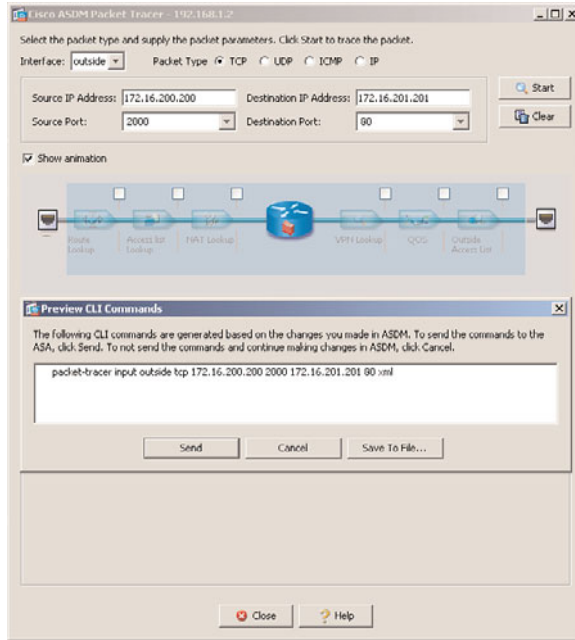 Cisco ASDM Packet Tracer - 192.168.1.2
Select the packet type and supply the packet parameters. Click Start to trace the packet.
Interface: outside Packet Type TCP UDP ICMP IP
Source IP Address: 172.16.200.200 Destination IP Address: 172.16.201.201
Start
Source Port: 2000 Destination Port: 80
Clear
Show animation
Route Lookup
Access list Lookup
NAT Lookup
VPN Lookup
QOS
Outside Access List
Preview CLI Commands
The following CLI commands are generated based on the changes you made in ASDM. To send the commands to the
ASA, click Send. To not send the commands and continue making changes in ASDM, click Cancel.
packet-tracer input outside tcp 172.16.200.200 2000 172.16.201.201 80 xml
Send Cancel Save To File...
Close Help